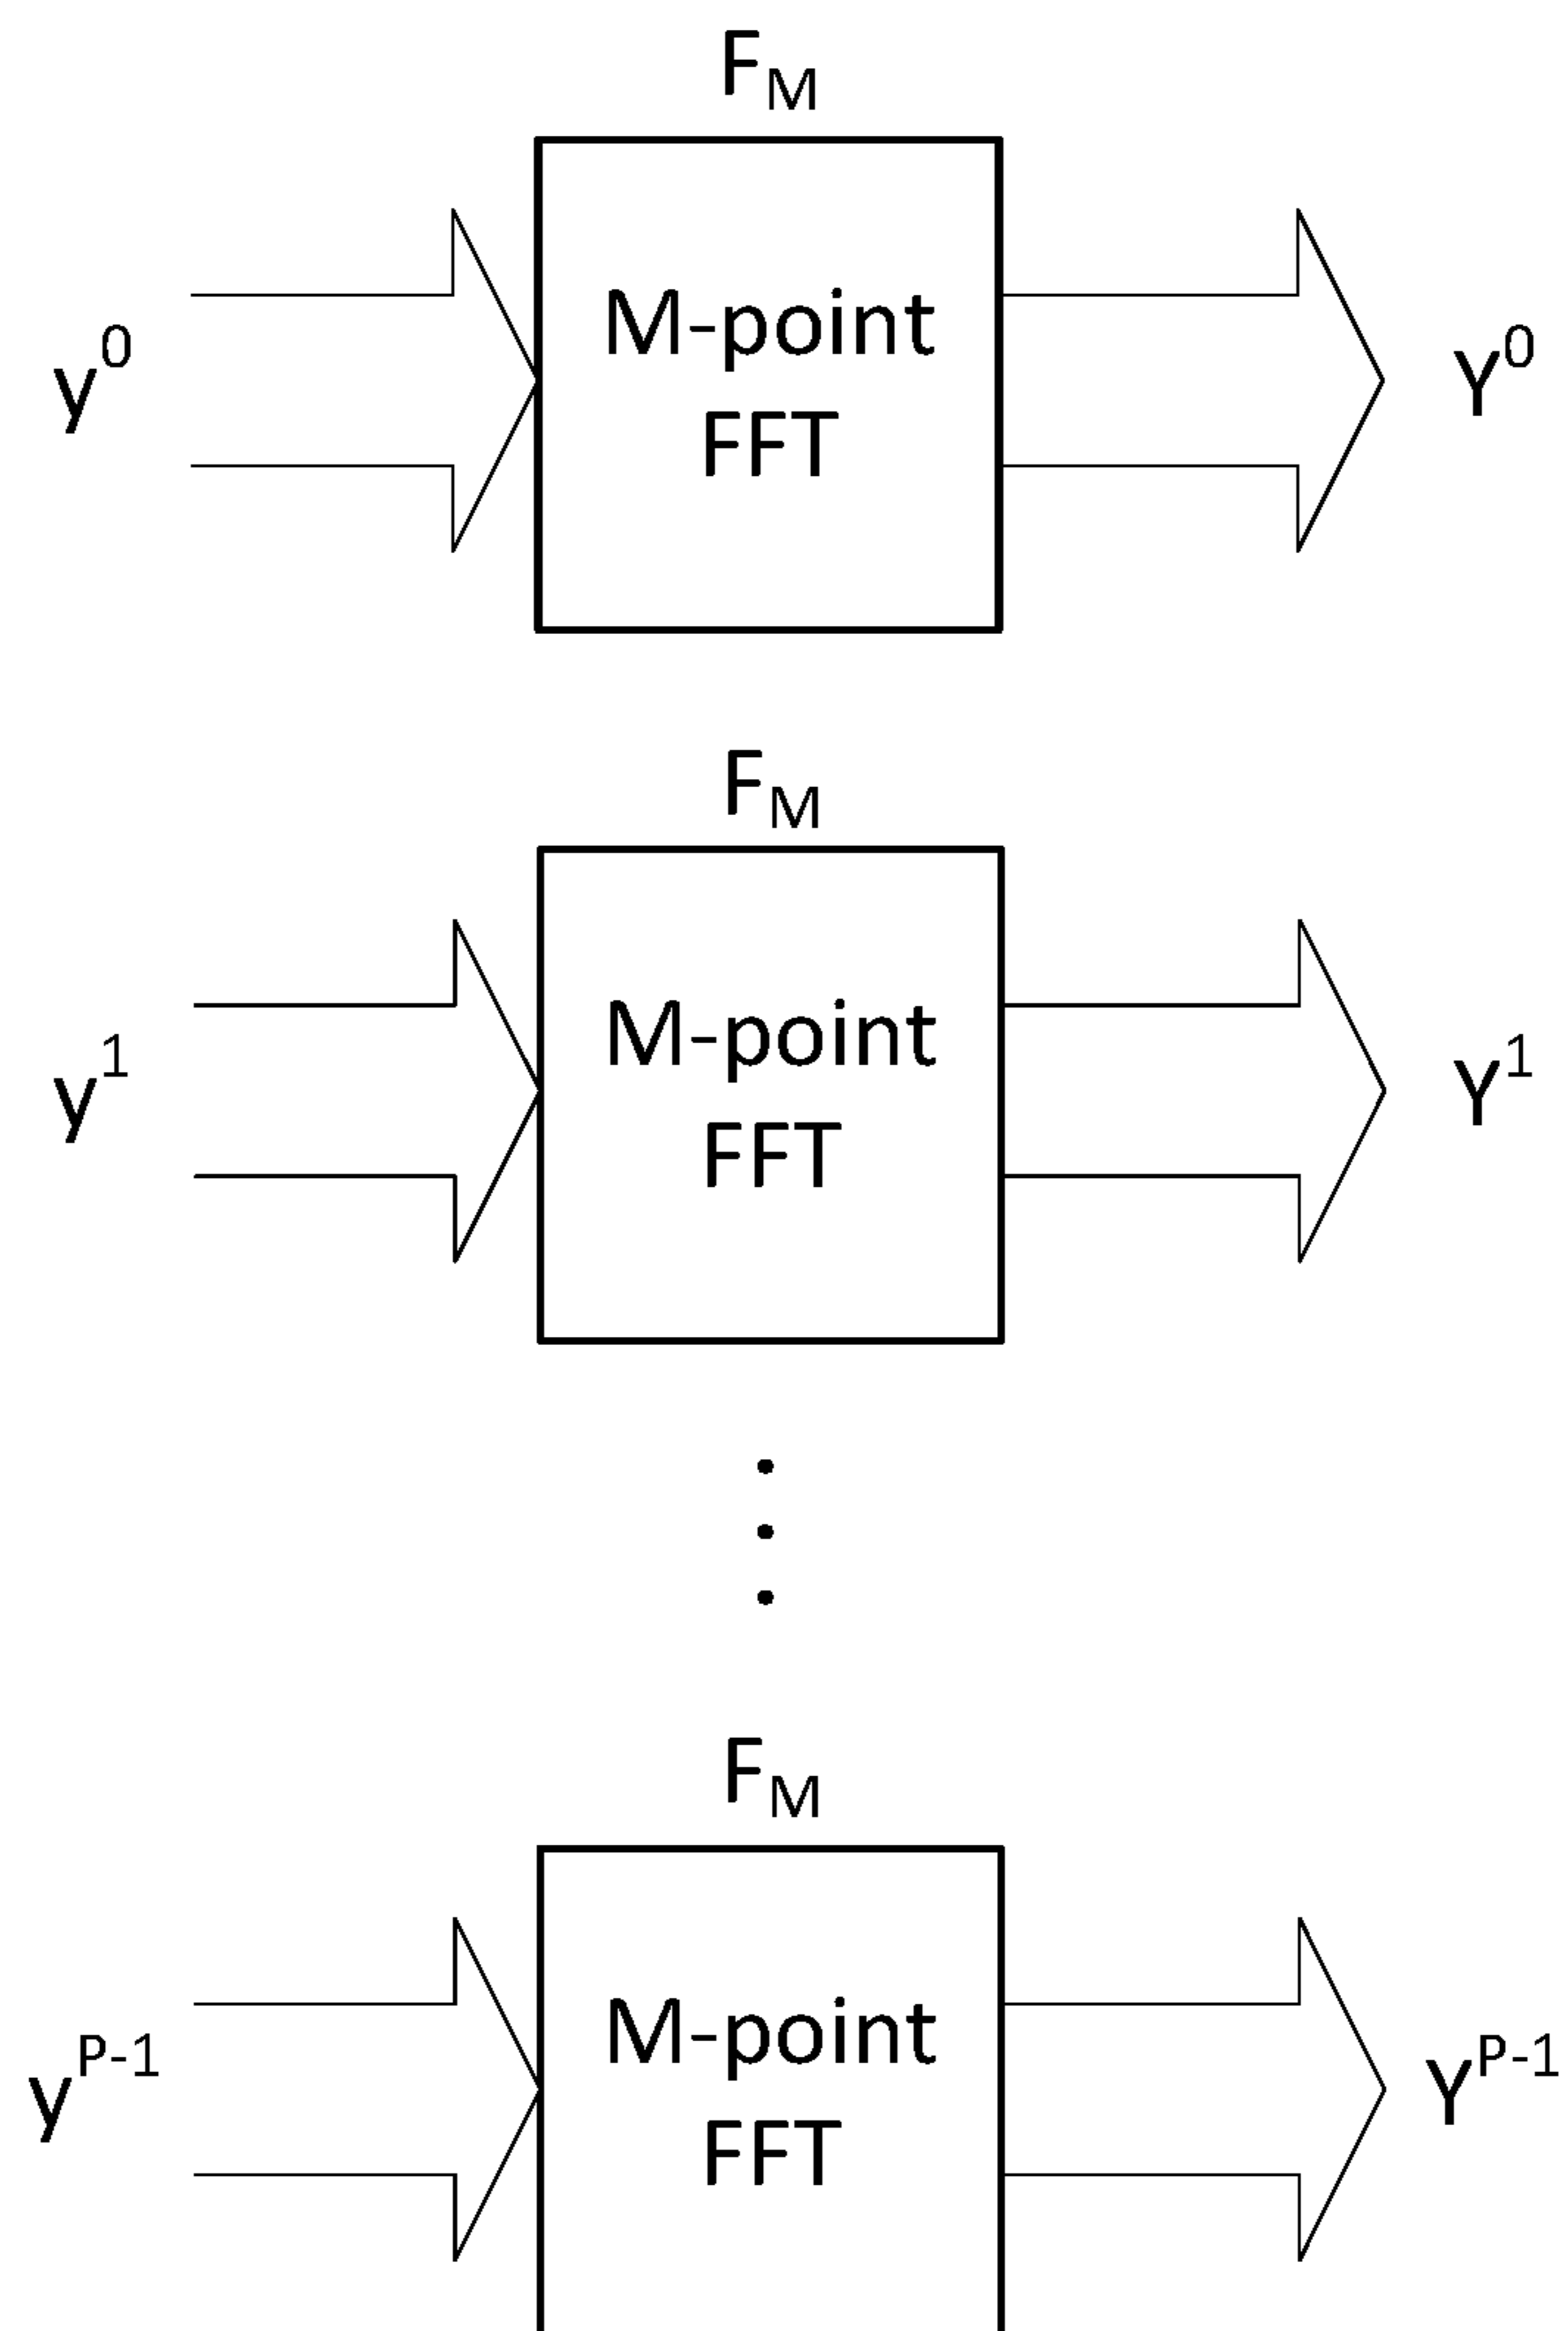 F_M
y^0 M-point Y^0
FFT
F_M
y^1 M-point Y^1
FFT
F_M
y^{P-1} M-point Y^{P-1}
FFT